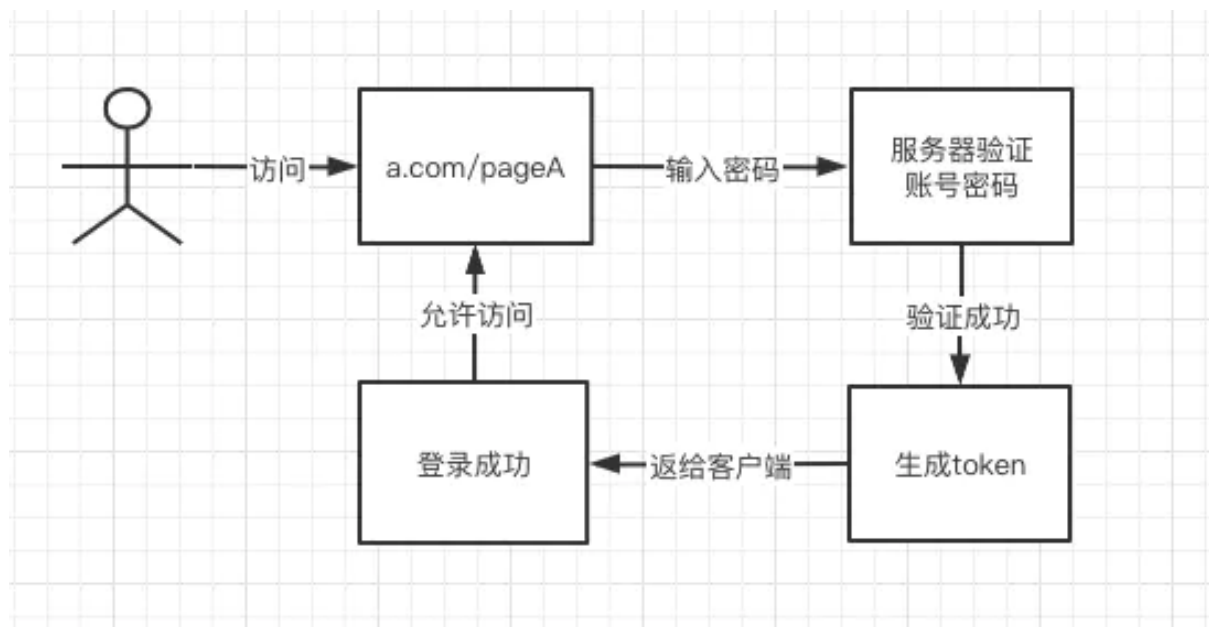 访问
a.com/pageA
输入密码
服务器验证
账号密码
允许访问
验证成功
登录成功
返给客户端
生成token